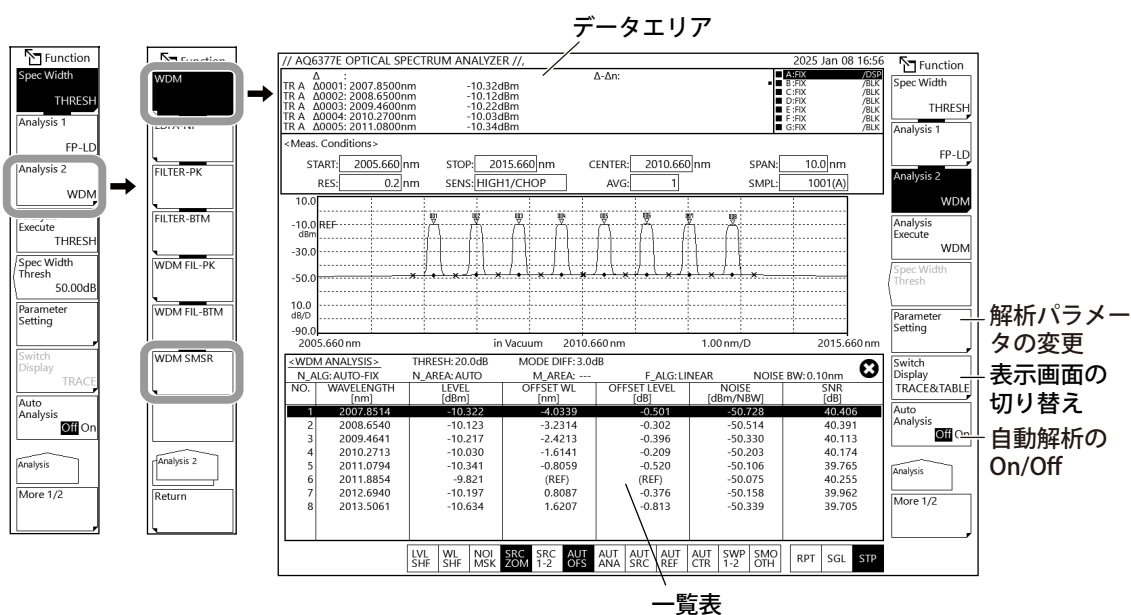 データエリア
Function
Spec Width
THRESH
Analysis 1
FP-LD
Analysis 2
WDM
Execute
THRESH
Spec Width
Thresh
50.00dB
Parameter
Setting
Switch
Display
TRACE
Auto
Analysis
Off On
Analysis
More 1/2
Function
WDM
FILTER-PK
FILTER-BTM
WDM FIL-PK
WDM FIL-BTM
WDM SMSR
Analysis 2
Return
// AQ6377E OPTICAL SPECTRUM ANALYZER //, 2025 Jan 08 16:56
Δ : Δ-Δn:
TR A Δ0001: 2007.8500nm -10.32dBm
TR A Δ0002: 2008.6500nm -10.12dBm
TR A Δ0003: 2009.4600nm -10.22dBm
TR A Δ0004: 2010.2700nm -10.03dBm
TR A Δ0005: 2011.0800nm -10.34dBm
A:FIX /DSP
B:FIX /BLK
C:FIX /BLK
D:FIX /BLK
E:FIX /BLK
F:FIX /BLK
G:FIX /BLK
<Meas. Conditions>
START: 2005.660 nm STOP: 2015.660 nm CENTER: 2010.660 nm SPAN: 10.0 nm
RES: 0.2 nm SENS: HIGH1/CHOP AVG: 1 SMPL: 1001(A)
10.0
001 002 003 004 005 006 007 008
-10.0 REF
dBm
-30.0
-50.0
10.0
dB/D
-90.0
2005.660 nm in Vacuum 2010.660 nm 1.00 nm/D 2015.660 nm
<WDM ANALYSIS> THRESH: 20.0dB MODE DIFF: 3.0dB
N_ALG: AUTO-FIX N_AREA: AUTO M_AREA: --- F_ALG: LINEAR NOISE BW: 0.10nm
NO. WAVELENGTH LEVEL OFFSET WL OFFSET LEVEL NOISE SNR
[nm] [dBm] [nm] [dB] [dBm/NBW] [dB]
1 2007.8514 -10.322 -4.0339 -0.501 -50.728 40.406
2 2008.6540 -10.123 -3.2314 -0.302 -50.514 40.391
3 2009.4641 -10.217 -2.4213 -0.396 -50.330 40.113
4 2010.2713 -10.030 -1.6141 -0.209 -50.203 40.174
5 2011.0794 -10.341 -0.8059 -0.520 -50.106 39.765
6 2011.8854 -9.821 (REF) (REF) -50.075 40.255
7 2012.6940 -10.197 0.8087 -0.376 -50.158 39.962
8 2013.5061 -10.634 1.6207 -0.813 -50.339 39.705
LVL WL NOI SRC SRC AUT AUT AUT AUT AUT SWP SMO RPT SGL STP
SHF SHF MSK ZOM 1-2 OFS ANA SRC REF CTR 1-2 OTH
一覧表
Function
Spec Width
THRESH
Analysis 1
FP-LD
Analysis 2
WDM
Analysis
Execute
WDM
Spec Width
Thresh
Parameter
Setting
Switch
Display
TRACE&TABLE
Auto
Analysis
Off On
Analysis
More 1/2
解析パラメー
タの変更
表示画面の
切り替え
自動解析の
On/Off